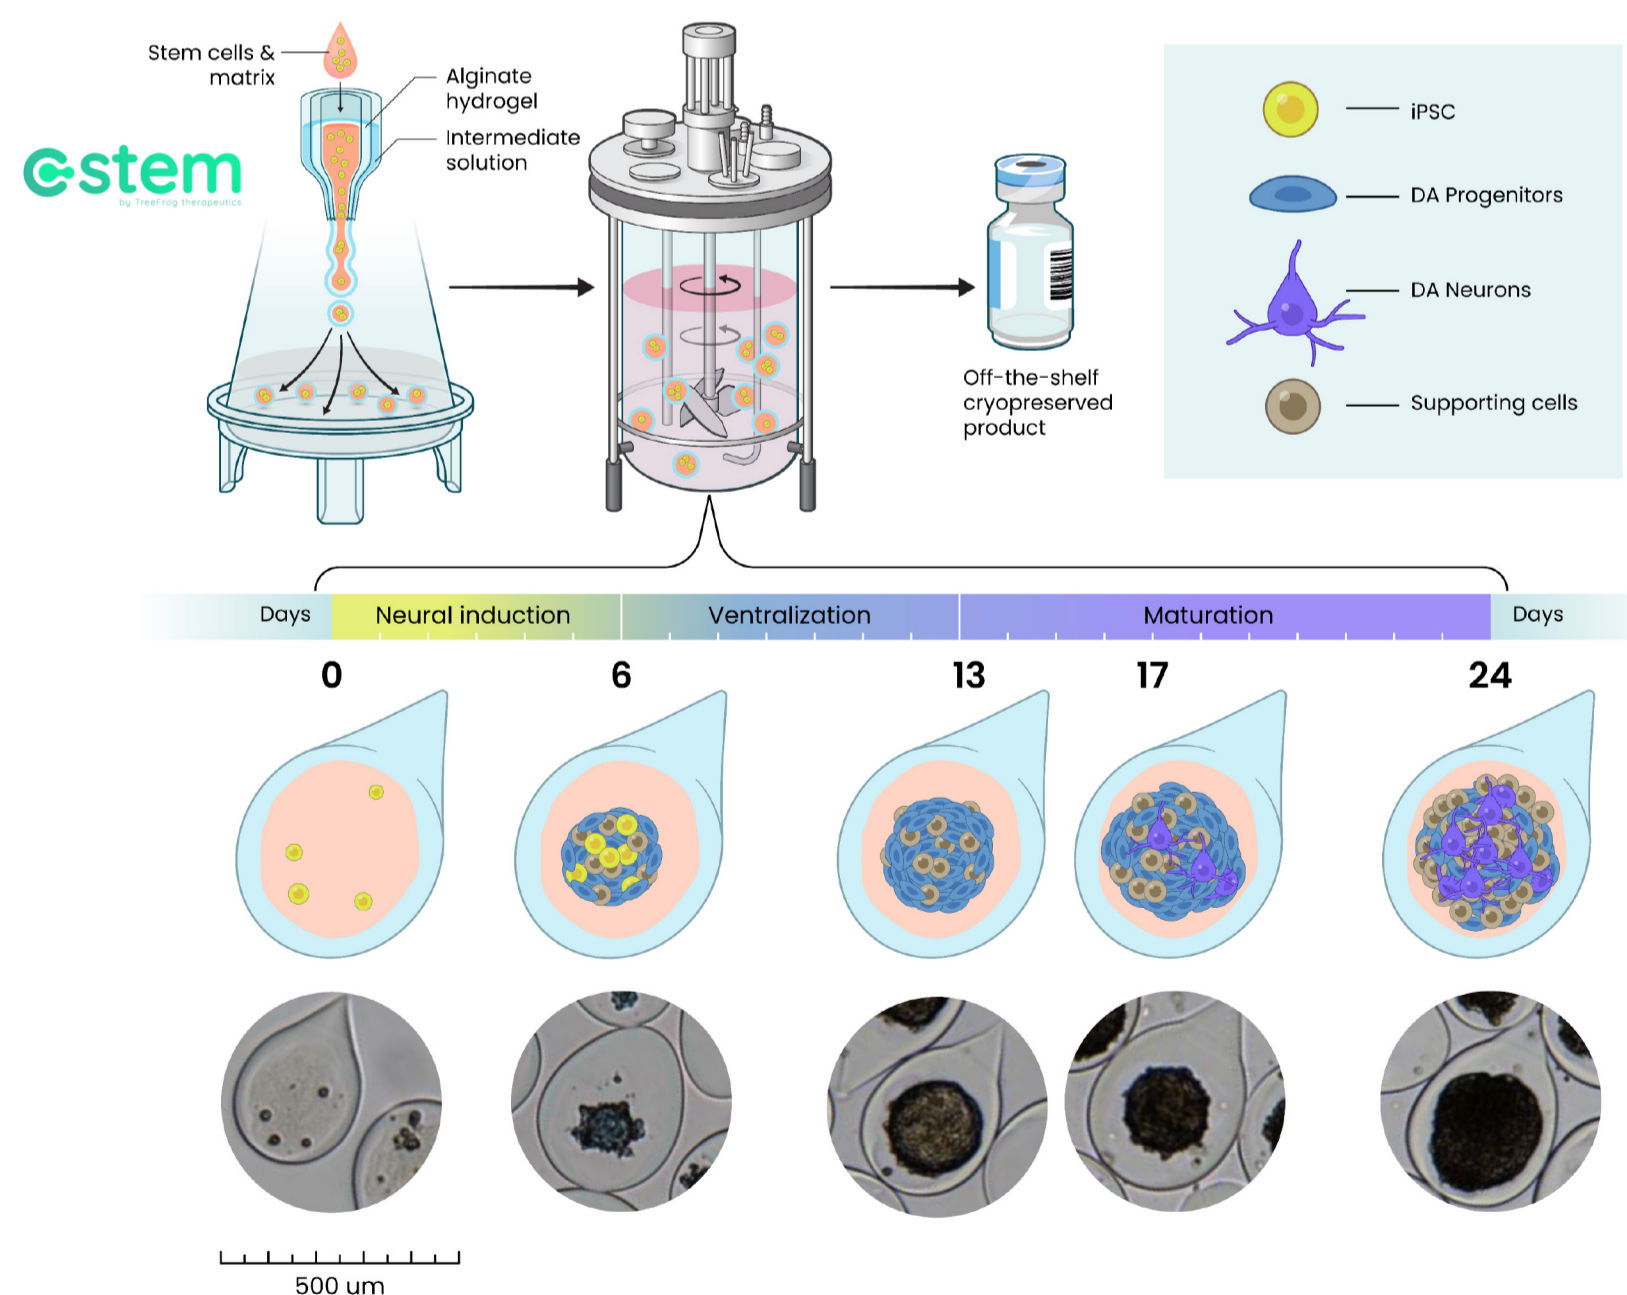 Stem cells &
matrix
Alginate
hydrogel
Intermediate
solution
stem
by TreeFrog therapeutics
Off-the-shelf
cryopreserved
product
iPSC
DA Progenitors
DA Neurons
Supporting cells
Days Neural induction Ventralization Maturation Days
0 6 13 17 24
500 um